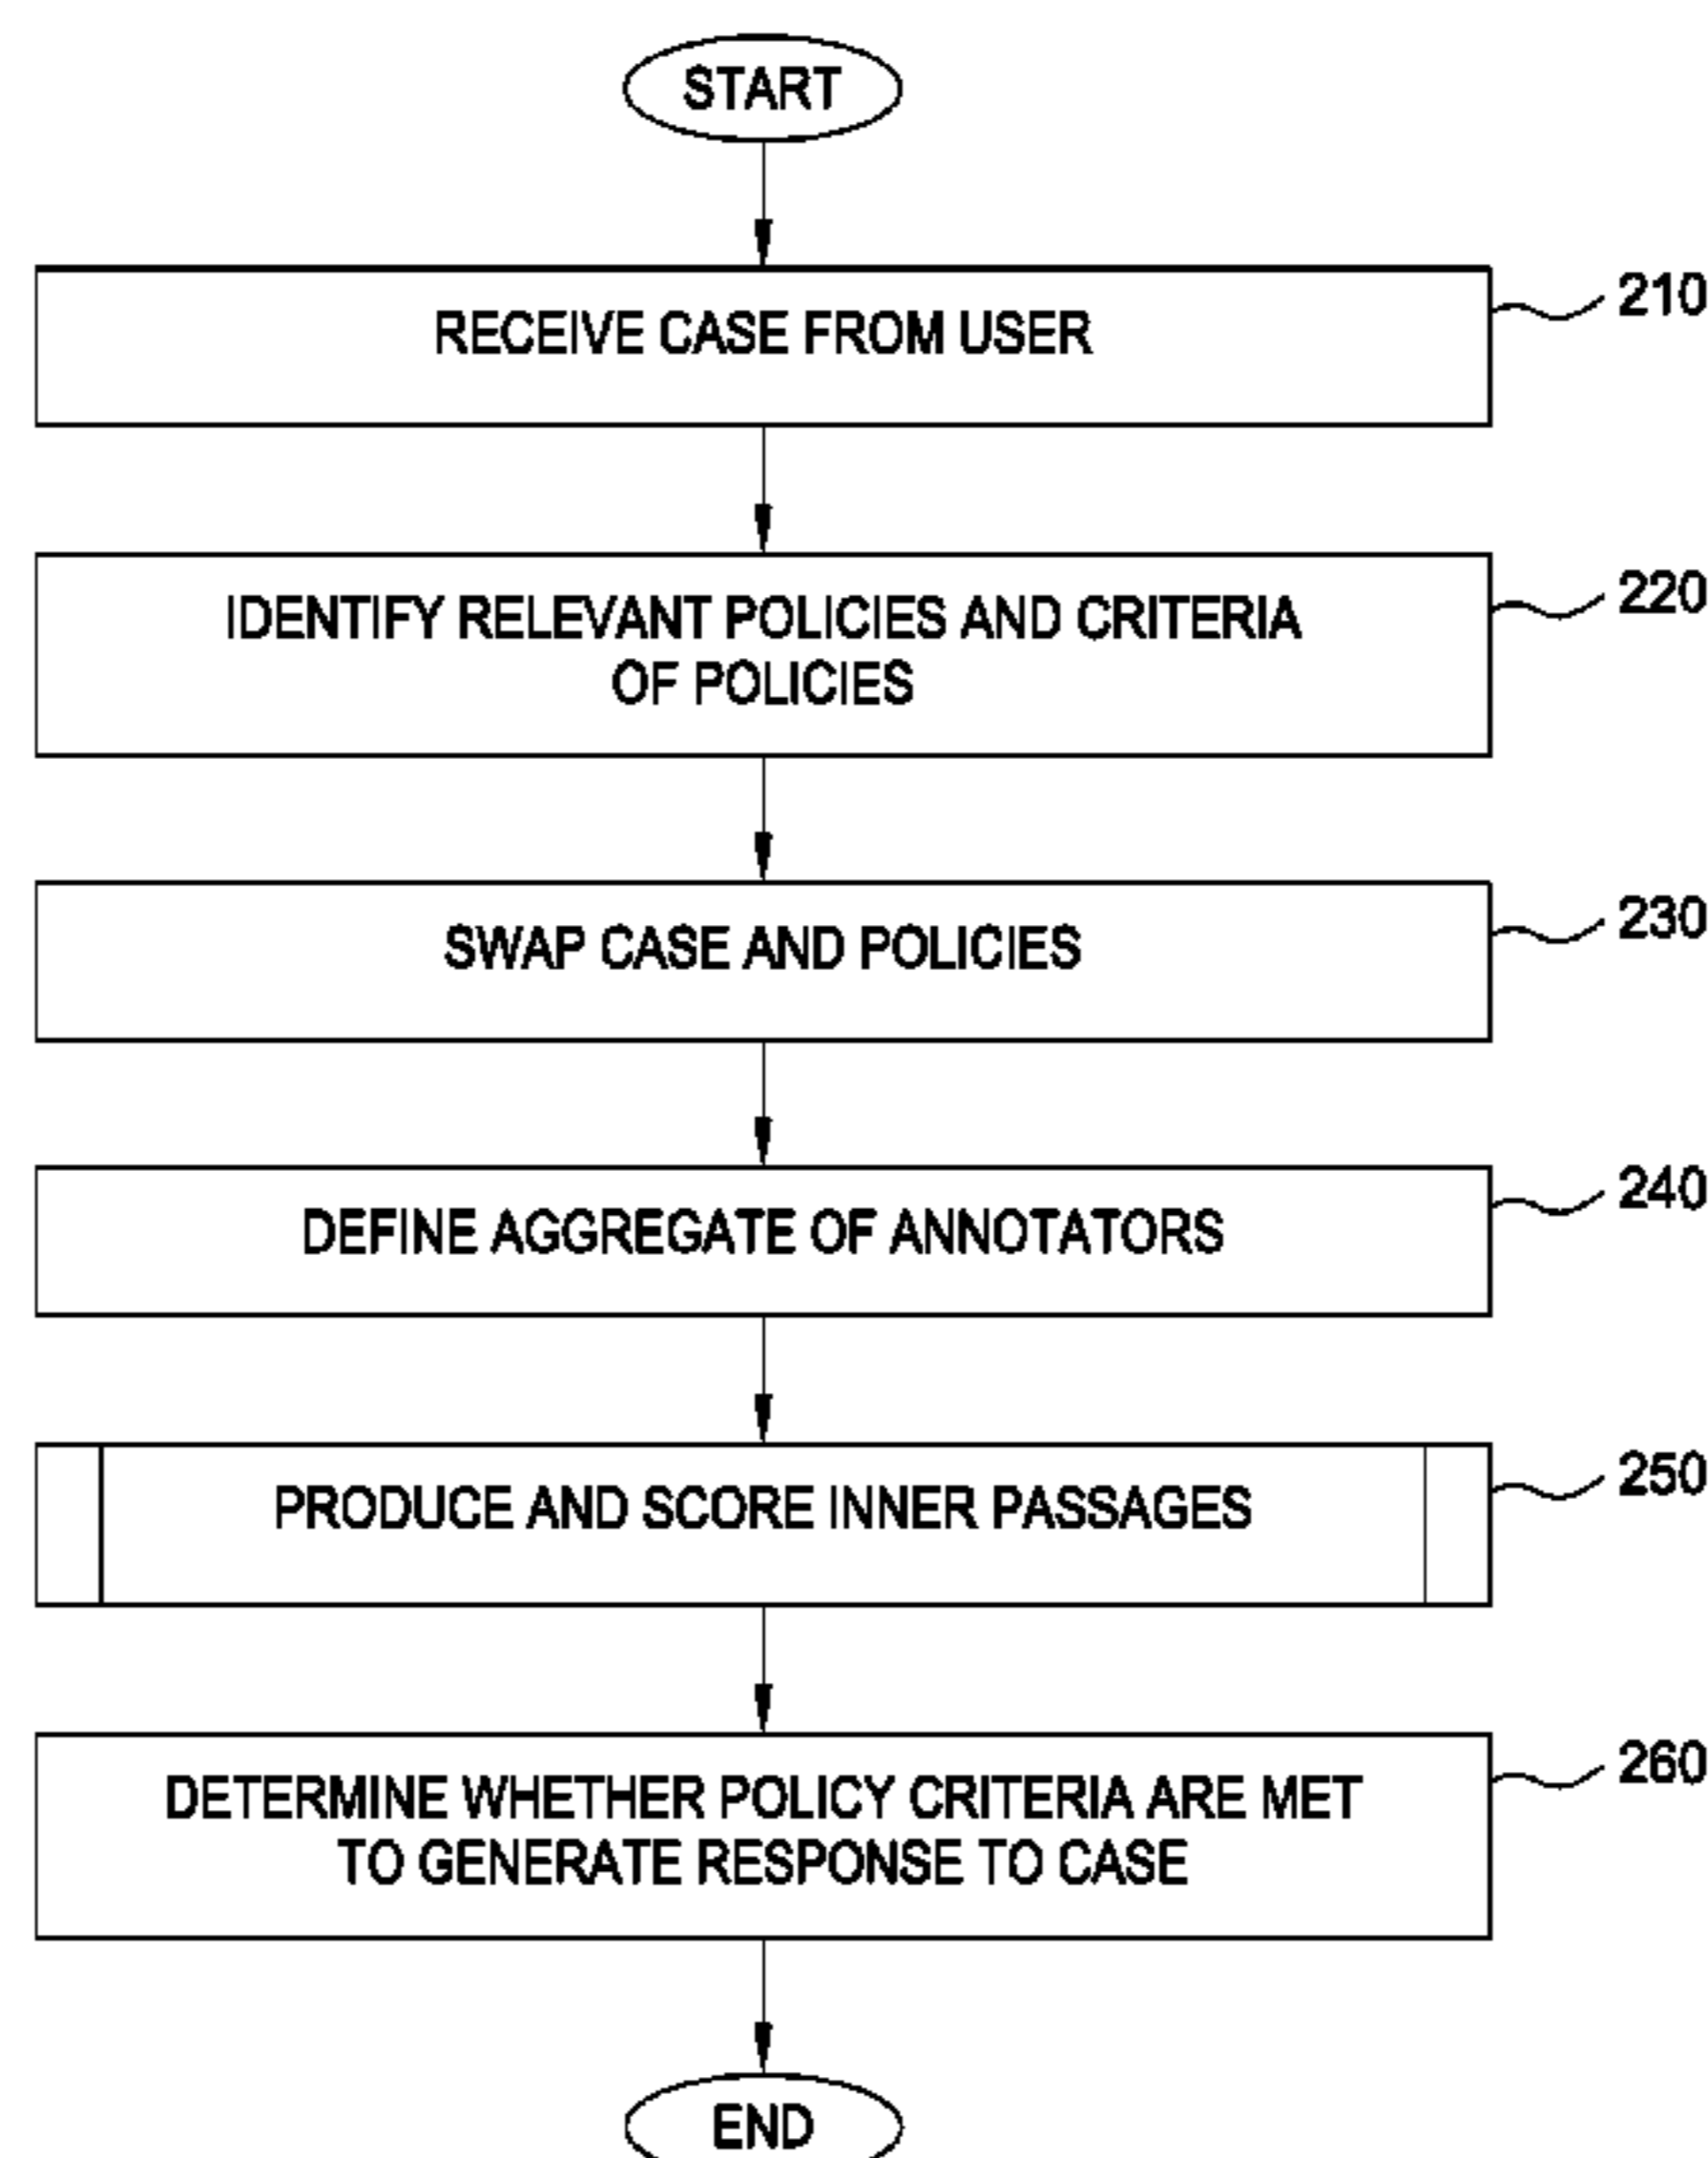 START
RECEIVE CASE FROM USER
210
IDENTIFY RELEVANT POLICIES AND CRITERIA
OF POLICIES
220
SWAP CASE AND POLICIES
230
DEFINE AGGREGATE OF ANNOTATORS
240
PRODUCE AND SCORE INNER PASSAGES
250
DETERMINE WHETHER POLICY CRITERIA ARE MET
TO GENERATE RESPONSE TO CASE
260
END